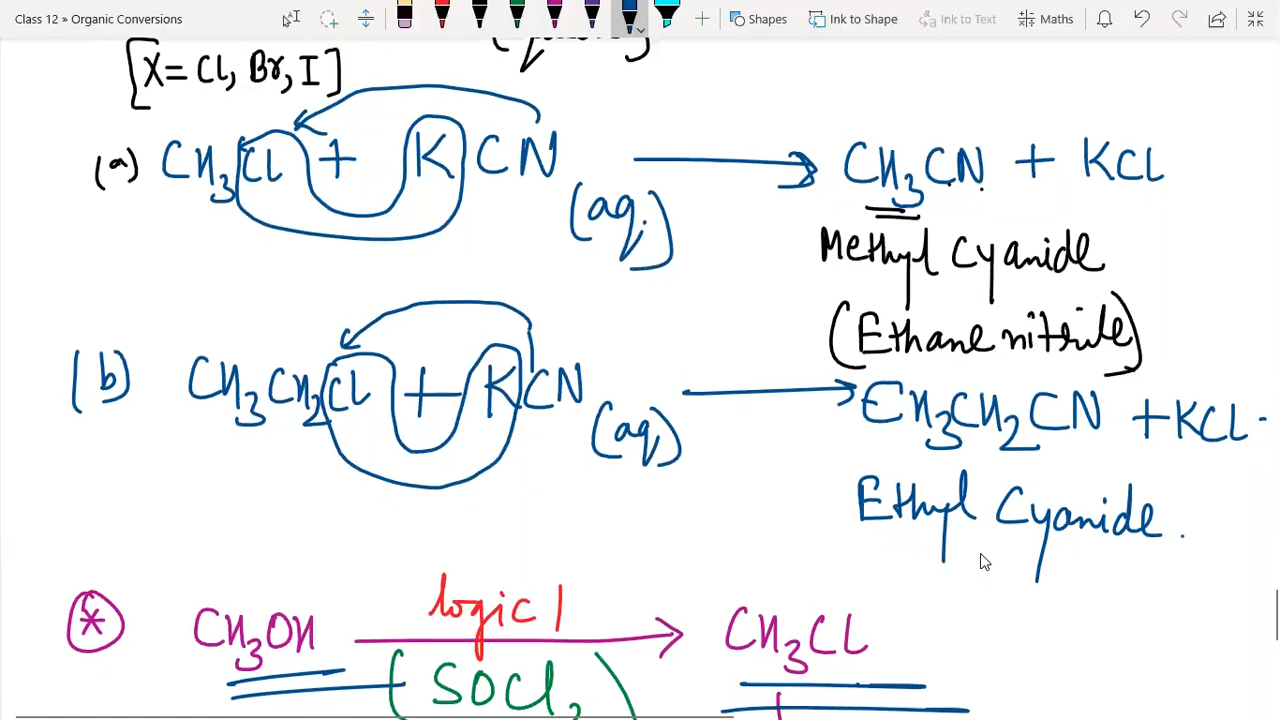 Class 12 » Organic Conversions
Shapes Ink to Shape Ink to Text Maths
[X = Cl, Br, I]
(a) CH3Cl + KCN (aq.) → CH3CN + KCl
Methyl Cyanide
(Ethane nitrile)
(b) CH3CH2Cl + KCN (aq) → CH3CH2CN + KCl.
Ethyl Cyanide.
logic 1
* CH3OH → CH3Cl
(SOCl2